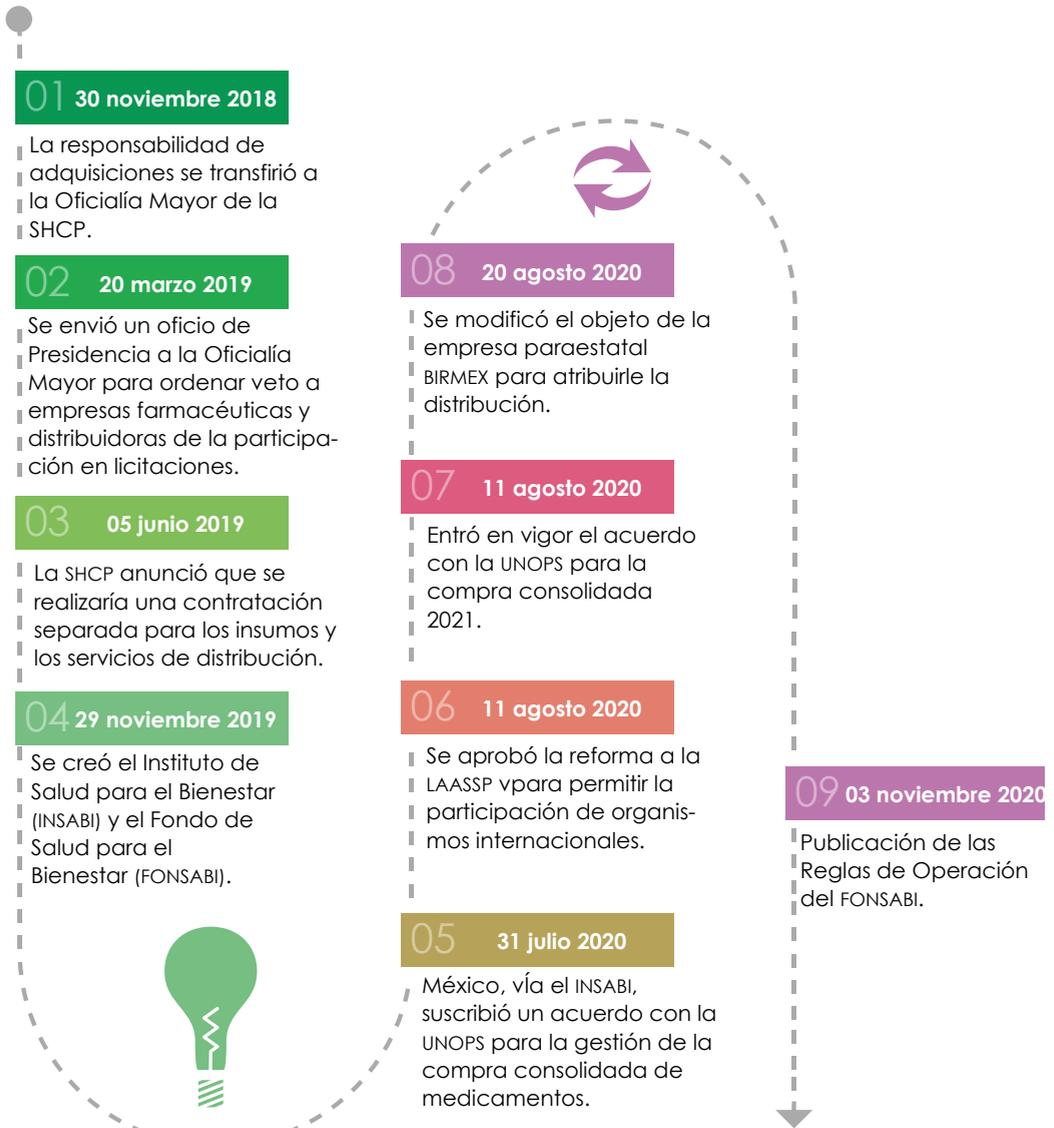 01 30 noviembre 2018
La responsabilidad de
adquisiciones se transfirió a
la Oficialía Mayor de la
SHCP.
02 20 marzo 2019
Se envió un oficio de
Presidencia a la Oficialía
Mayor para ordenar veto a
empresas farmacéuticas y
distribuidoras de la participa-
ción en licitaciones.
03 05 junio 2019
La SHCP anunció que se
realizaría una contratación
separada para los insumos y
los servicios de distribución.
04 29 noviembre 2019
Se creó el Instituto de
Salud para el Bienestar
(INSABI) y el Fondo de
Salud para el
Bienestar (FONSABI).
05 31 julio 2020
México, vÍa el INSABI,
suscribió un acuerdo con la
UNOPS para la gestión de la
compra consolidada de
medicamentos.
06 11 agosto 2020
Se aprobó la reforma a la
LAASSP vpara permitir la
participación de organis-
mos internacionales.
07 11 agosto 2020
Entró en vigor el acuerdo
con la UNOPS para la
compra consolidada
2021.
08 20 agosto 2020
Se modificó el objeto de la
empresa paraestatal
BIRMEX para atribuirle la
distribución.
09 03 noviembre 2020
Publicación de las
Reglas de Operación
del FONSABI.